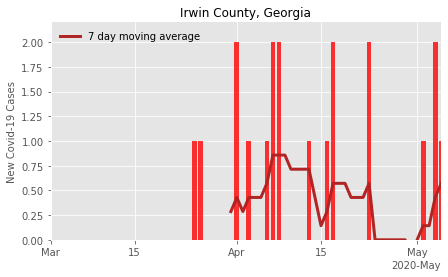 Irwin County, Georgia
7 day moving average
New Covid-19 Cases
2.00
1.75
1.50
1.25
1.00
0.75
0.50
0.25
0.00
Mar
15
Apr
15
May
2020-May